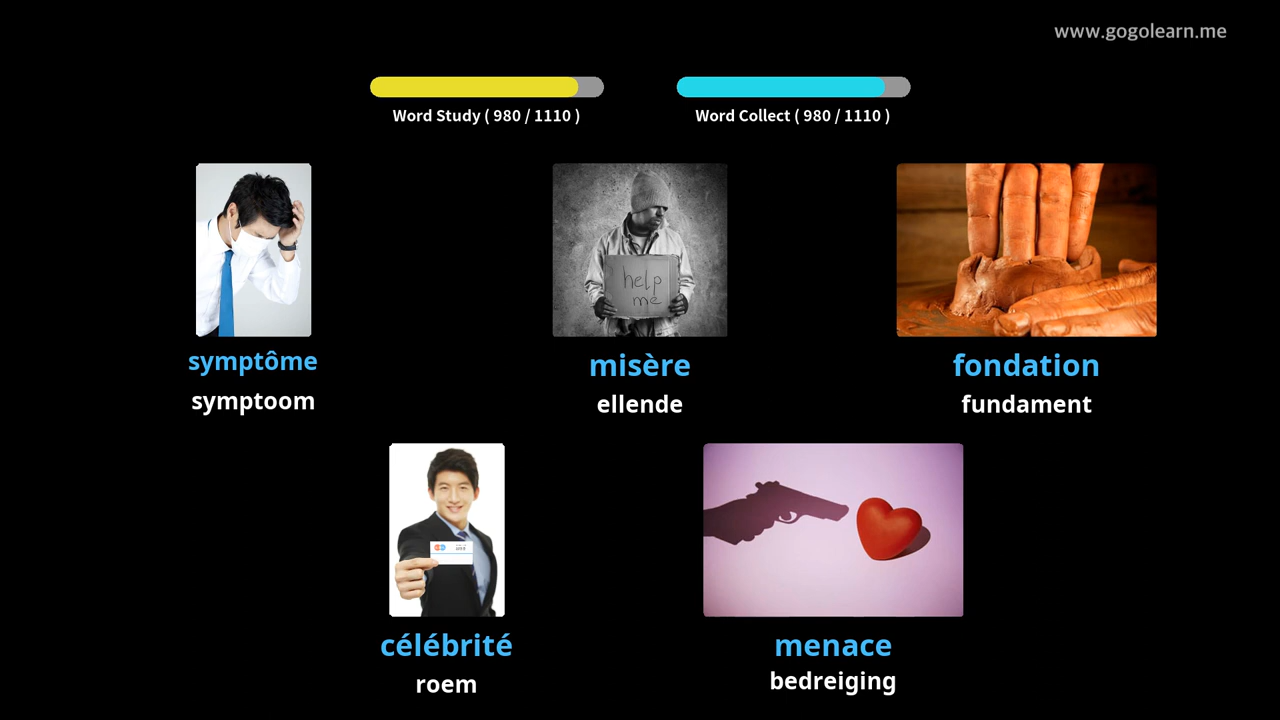 www.gogolearn.me
Word Study ( 980 / 1110 )
Word Collect ( 980 / 1110 )
help
me
symptôme
symptoom
misère
ellende
fondation
fundament
célébrité
roem
menace
bedreiging